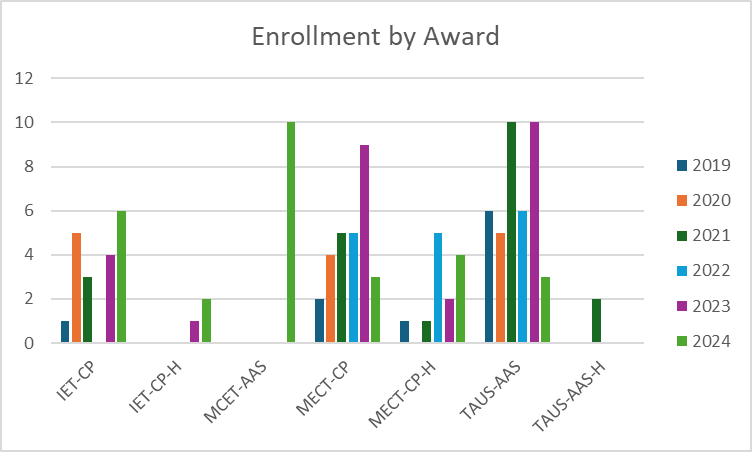 Enrollment by Award
12
10
8
6
4
2
0
2019
2020
2021
2022
2023
2024
IET-CP
IET-CP-H
MCET-AAS
MECT-CP
MECT-CP-H
TAUS-AAS
TAUS-AAS-H